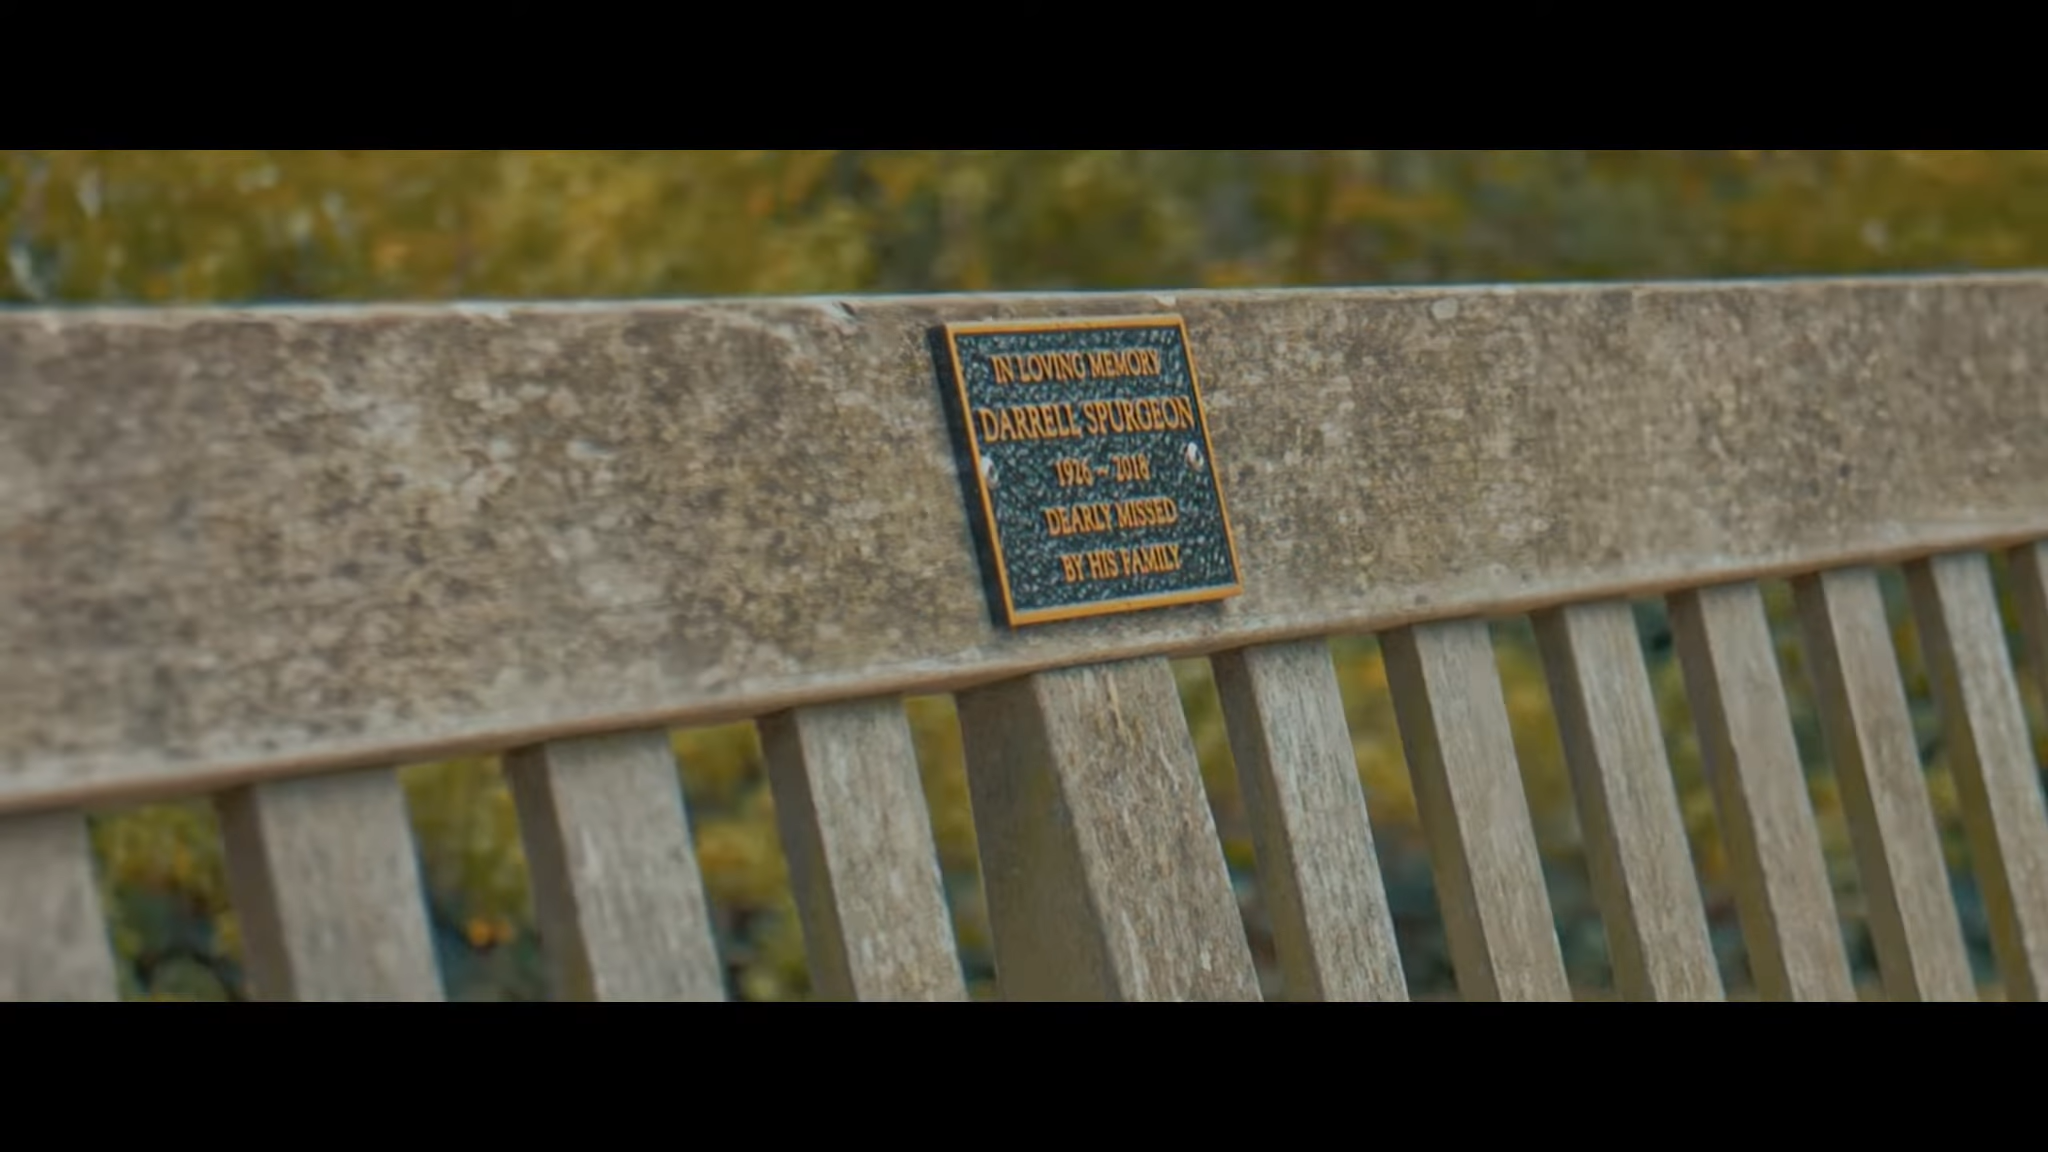 IN LOVING MEMORY
DARRELL SPURGEON
1926 ~ 2018
DEARLY MISSED
BY HIS FAMILY